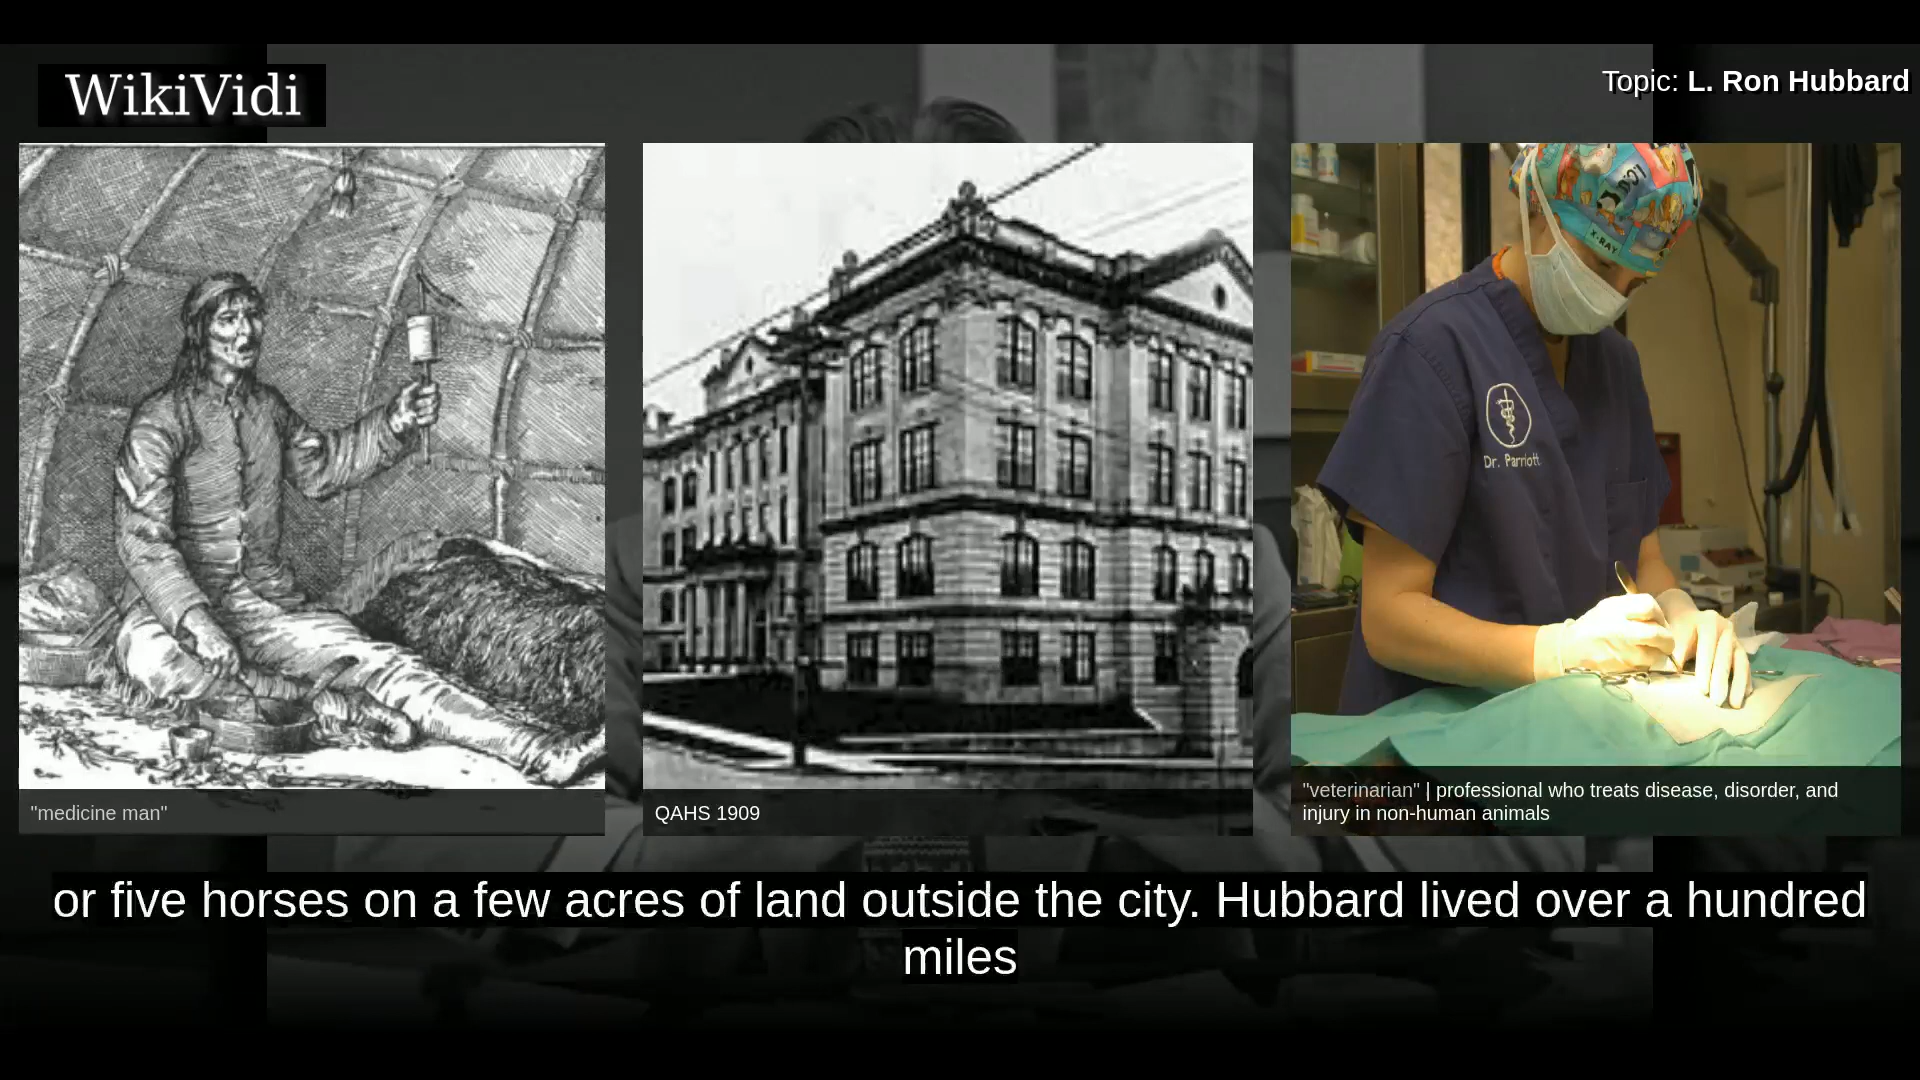 WikiVidi
Topic: L. Ron Hubbard
X-RAY
Dr. Parriott
"medicine man"
QAHS 1909
"veterinarian" | professional who treats disease, disorder, and
injury in non-human animals
or five horses on a few acres of land outside the city. Hubbard lived over a hundred
miles